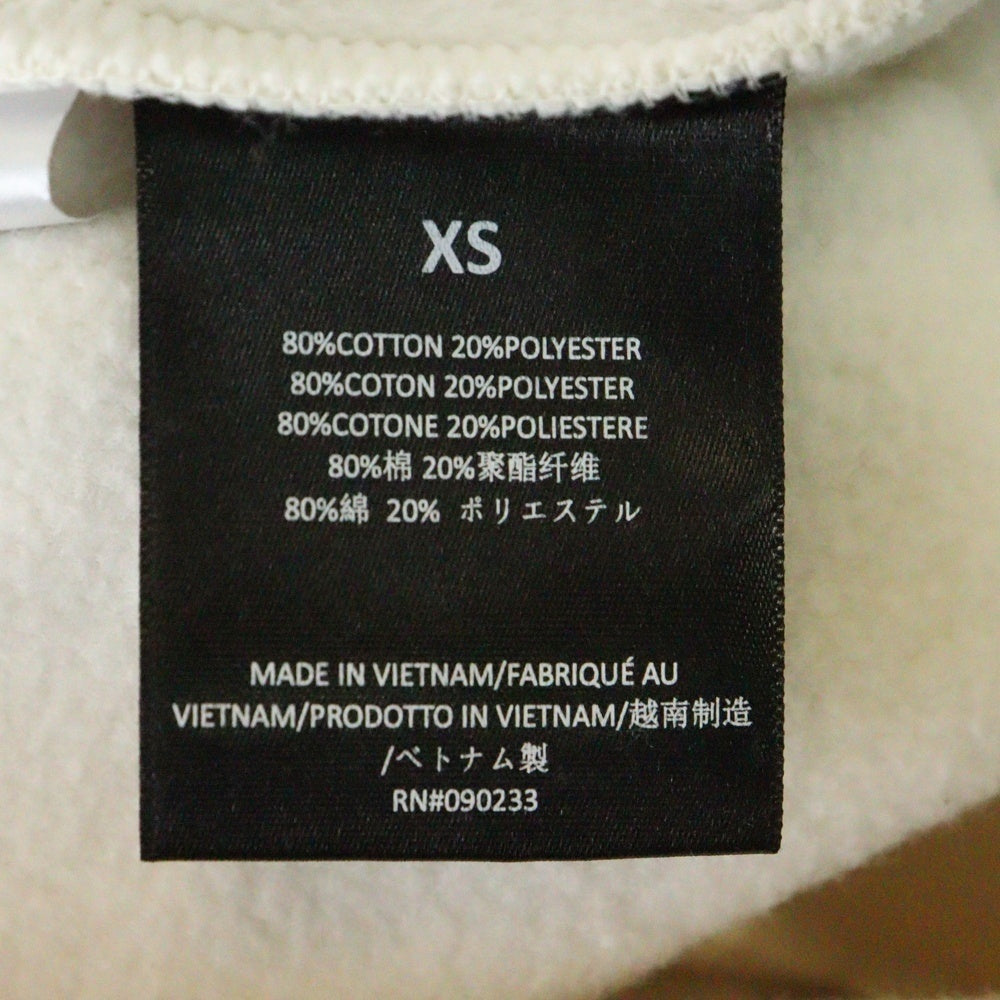 XS
80%COTTON 20%POLYESTER
80%COTON 20%POLYESTER
80%COTONE 20%POLIESTERE
80%棉 20%聚酯纤维
80%綿 20% ポリエステル
MADE IN VIETNAM/FABRIQUÉ AU
VIETNAM/PRODOTTO IN VIETNAM/越南制造
/ベトナム製
RN#090233